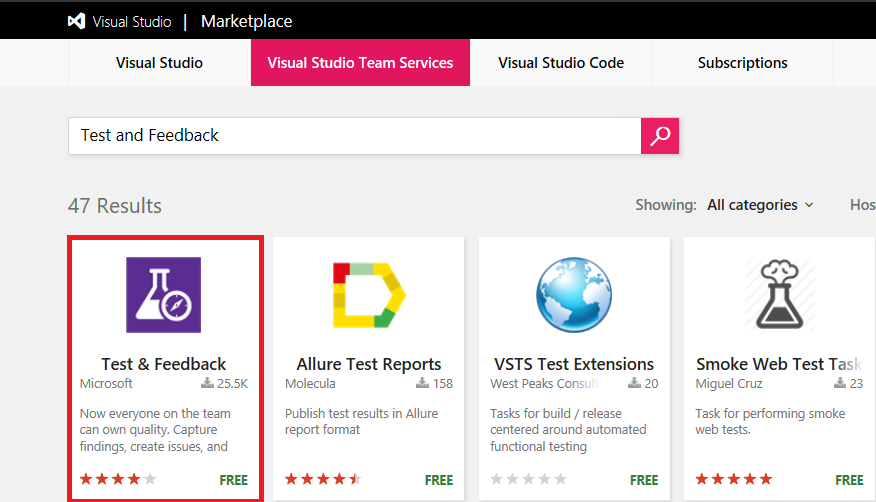 Visual Studio | Marketplace
Visual Studio
Visual Studio Team Services
Visual Studio Code
Subscriptions
Test and Feedback
47 Results
Showing: All categories
Hos
Test & Feedback
Microsoft 25.5K
Now everyone on the team
can own quality. Capture
findings, create issues, and
FREE
Allure Test Reports
Molecula 158
Publish test results in Allure
report format
FREE
VSTS Test Extensions
West Peaks Consult 20
Tasks for build / release
centered around automated
functional testing
FREE
Smoke Web Test Task
Miguel Cruz 23
Task for performing smoke
web tests.
FREE